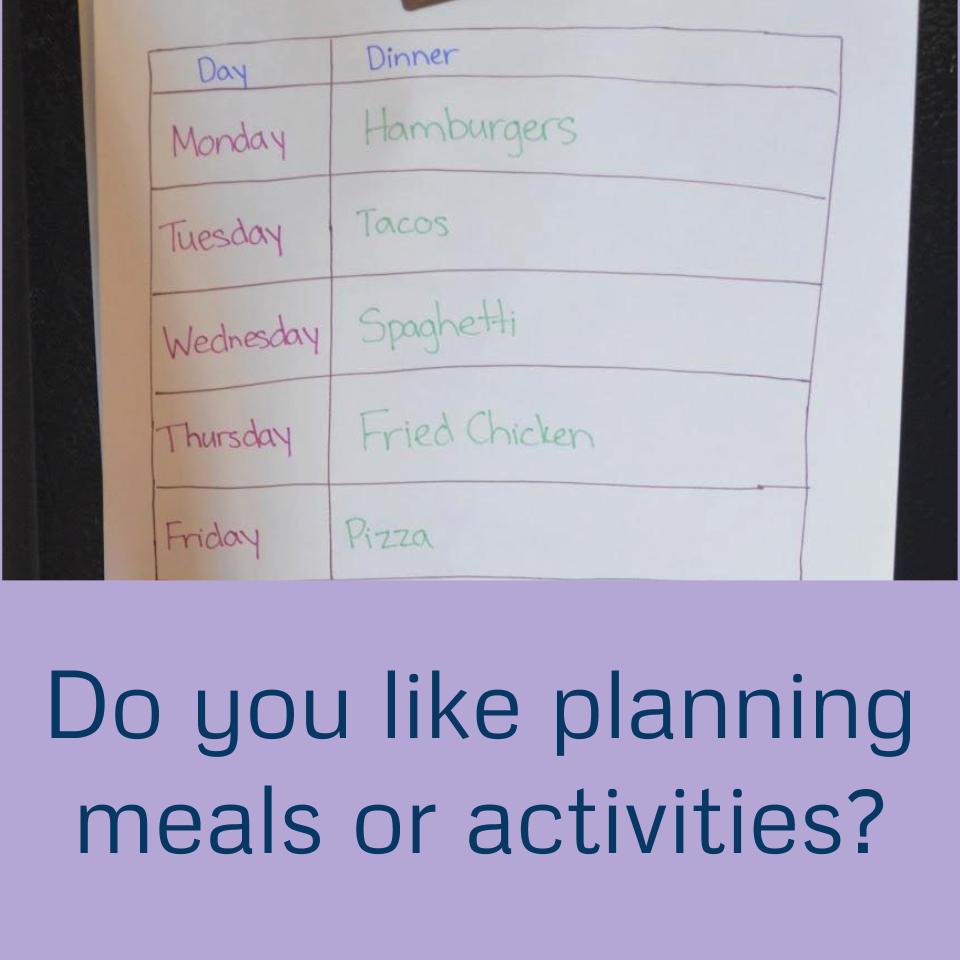 Day Dinner
Monday Hamburgers
Tuesday Tacos
Wednesday Spaghetti
Thursday Fried Chicken
Friday Pizza
Do you like planning
meals or activities?